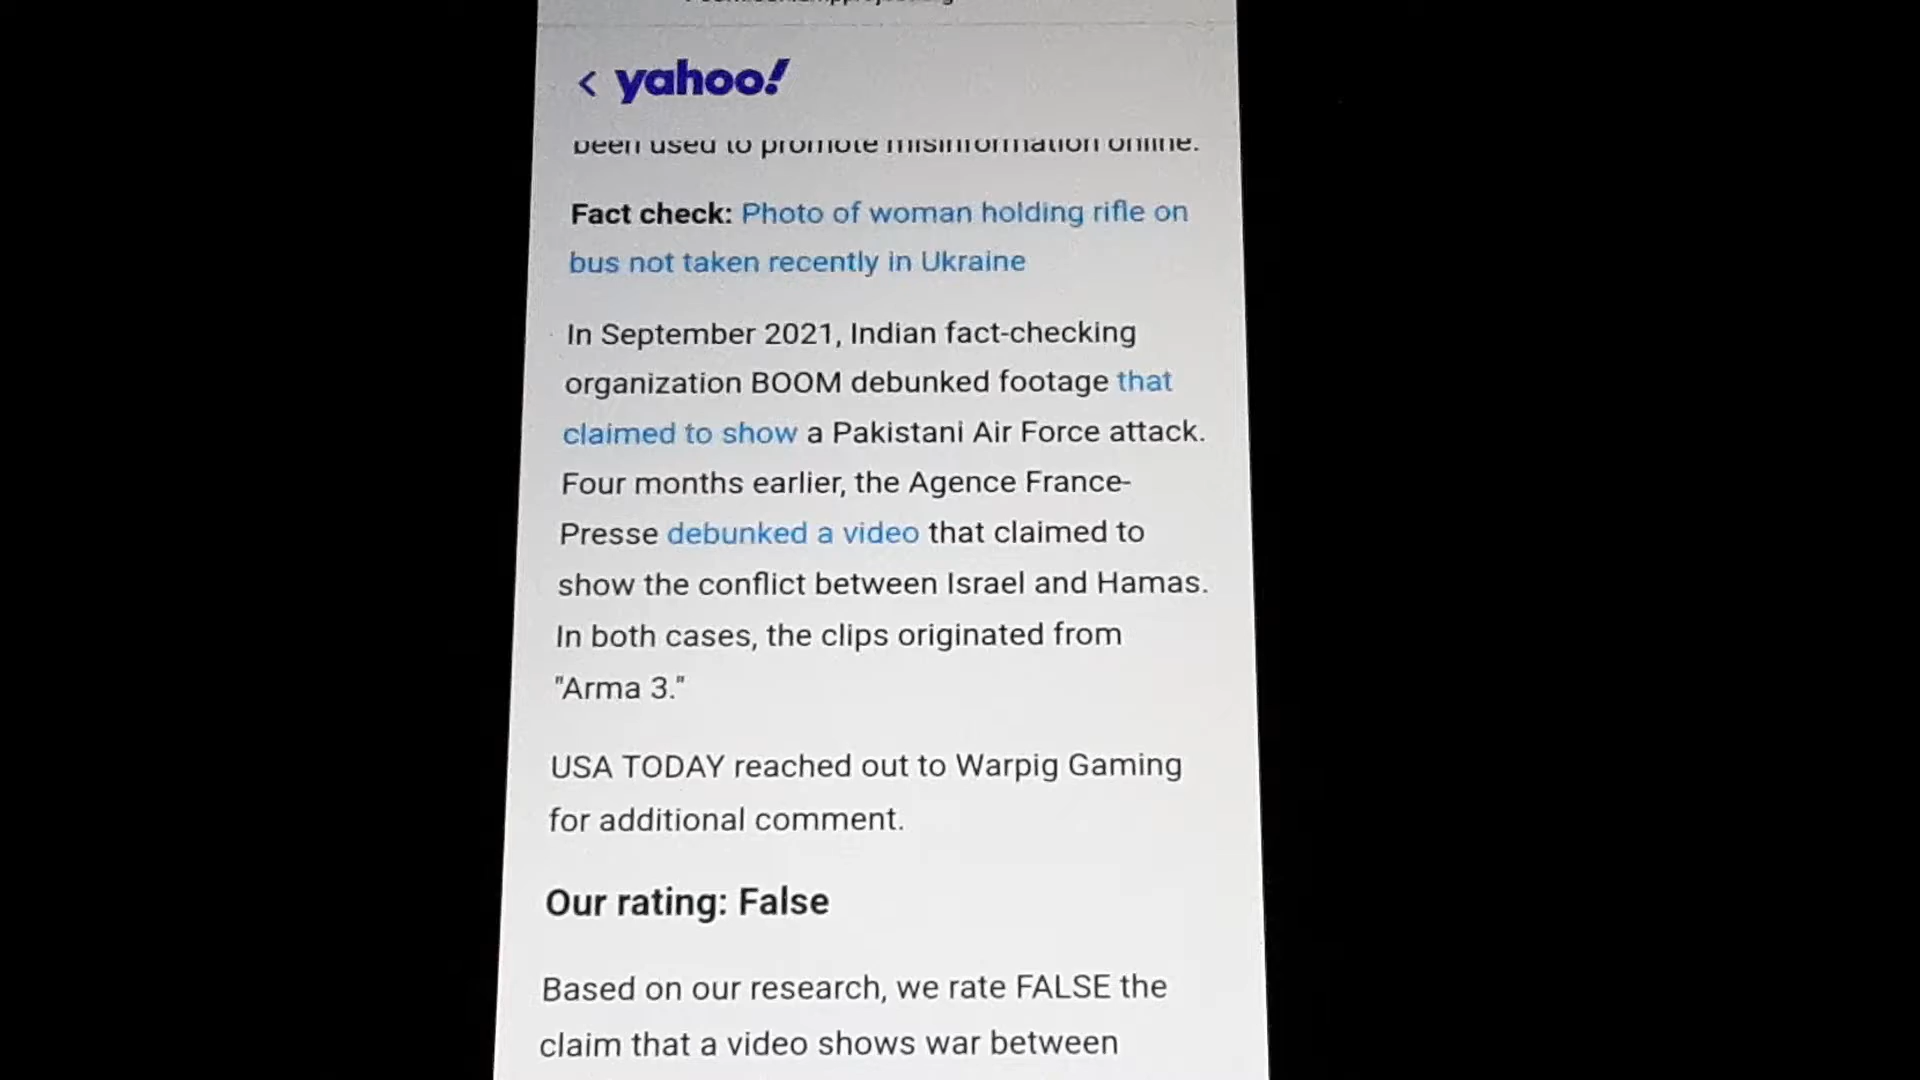 < yahoo!
been used to promote misinformation online.
Fact check: Photo of woman holding rifle on
bus not taken recently in Ukraine
In September 2021, Indian fact-checking
organization BOOM debunked footage that
claimed to show a Pakistani Air Force attack.
Four months earlier, the Agence France-
Presse debunked a video that claimed to
show the conflict between Israel and Hamas.
In both cases, the clips originated from
"Arma 3."
USA TODAY reached out to Warpig Gaming
for additional comment.
Our rating: False
Based on our research, we rate FALSE the
claim that a video shows war between